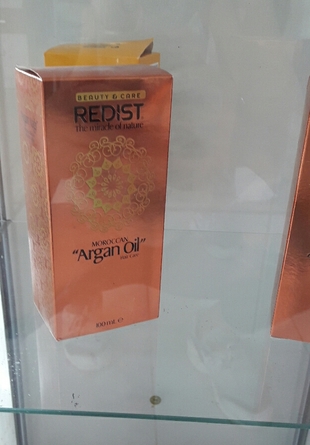 BEAUTY & CARE
REDIST
The miracle of nature
MOROCCAN
"Argan Oil"
100 mL e